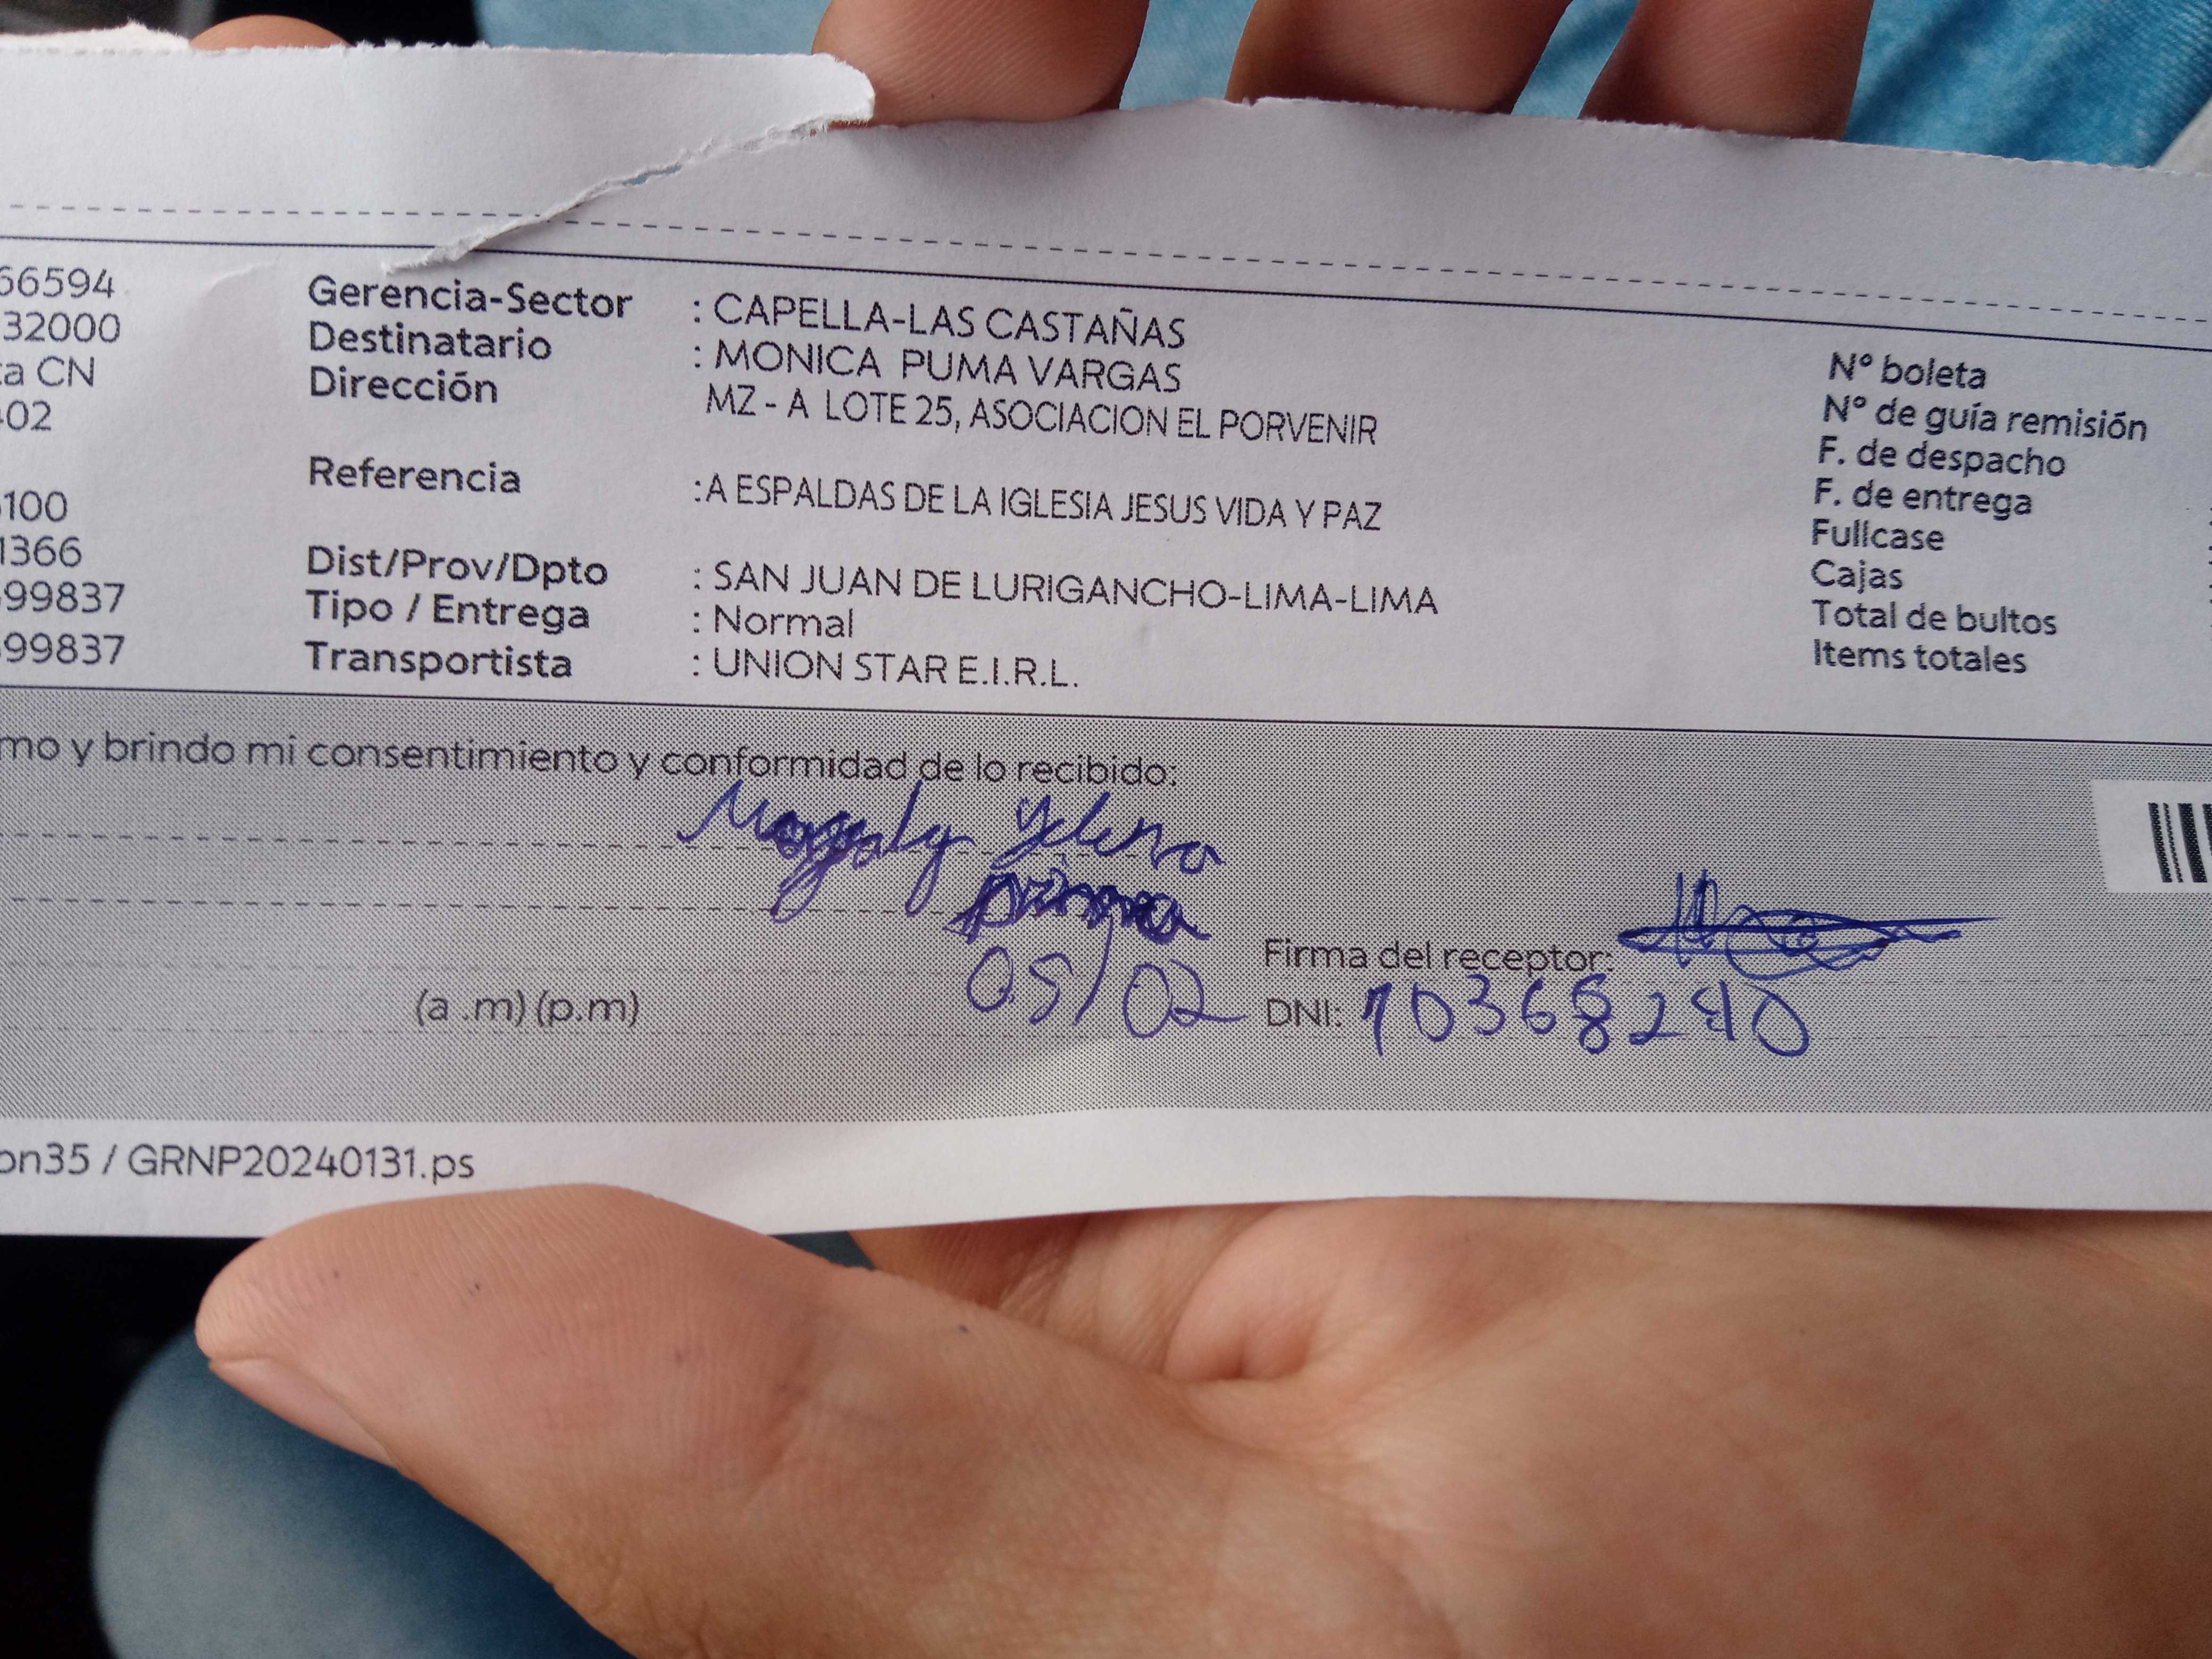 66594
32000
ta CN
402
100
1366
99837
99837
Gerencia-Sector : CAPELLA-LAS CASTAÑAS
Destinatario : MONICA PUMA VARGAS
Dirección MZ - A LOTE 25, ASOCIACION EL PORVENIR
Referencia :A ESPALDAS DE LA IGLESIA JESUS VIDA Y PAZ
Dist/Prov/Dpto : SAN JUAN DE LURIGANCHO-LIMA-LIMA
Tipo / Entrega : Normal
Transportista : UNION STAR E.I.R.L.
N° boleta
N° de guía remisión
F. de despacho
F. de entrega
Fullcase
Cajas
Total de bultos
Items totales
mo y brindo mi consentimiento y conformidad de lo recibido:
Magaly
05/02
(a .m) (p.m)
Firma del receptor:
DNI: 70368240
on35 / GRNP20240131.ps